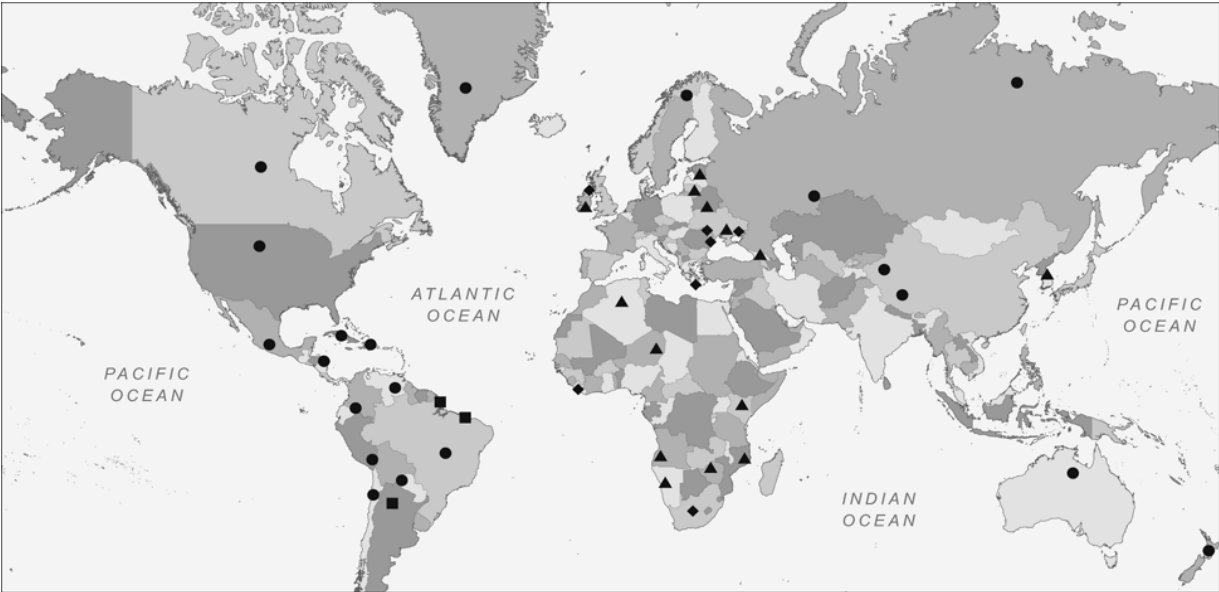 ATLANTIC
OCEAN
PACIFIC
OCEAN
PACIFIC
OCEAN
INDIAN
OCEAN